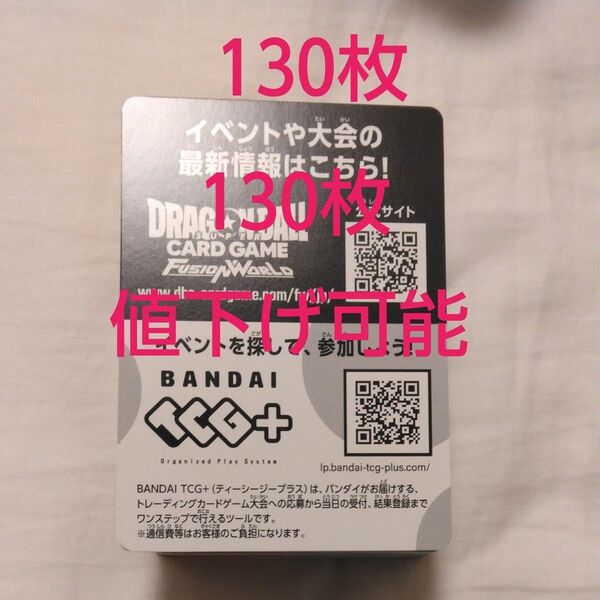 130枚
イベントや大会の
最新情報はこちら!
130枚
公式サイト
DRAGONBALL
SUPER
CARD GAME
FUSION WORLD
値下げ可能
イベントを探して、参加しよう!
BANDAI
TCG+
Organized Play System
lp.bandai-tcg-plus.com/
BANDAI TCG+(ティーシージープラス)は、バンダイがお届けする、
トレーディングカードゲーム大会への応募から当日の受付、結果登録まで
ワンステップで行えるツールです。
※通信費等はお客様のご負担になります。